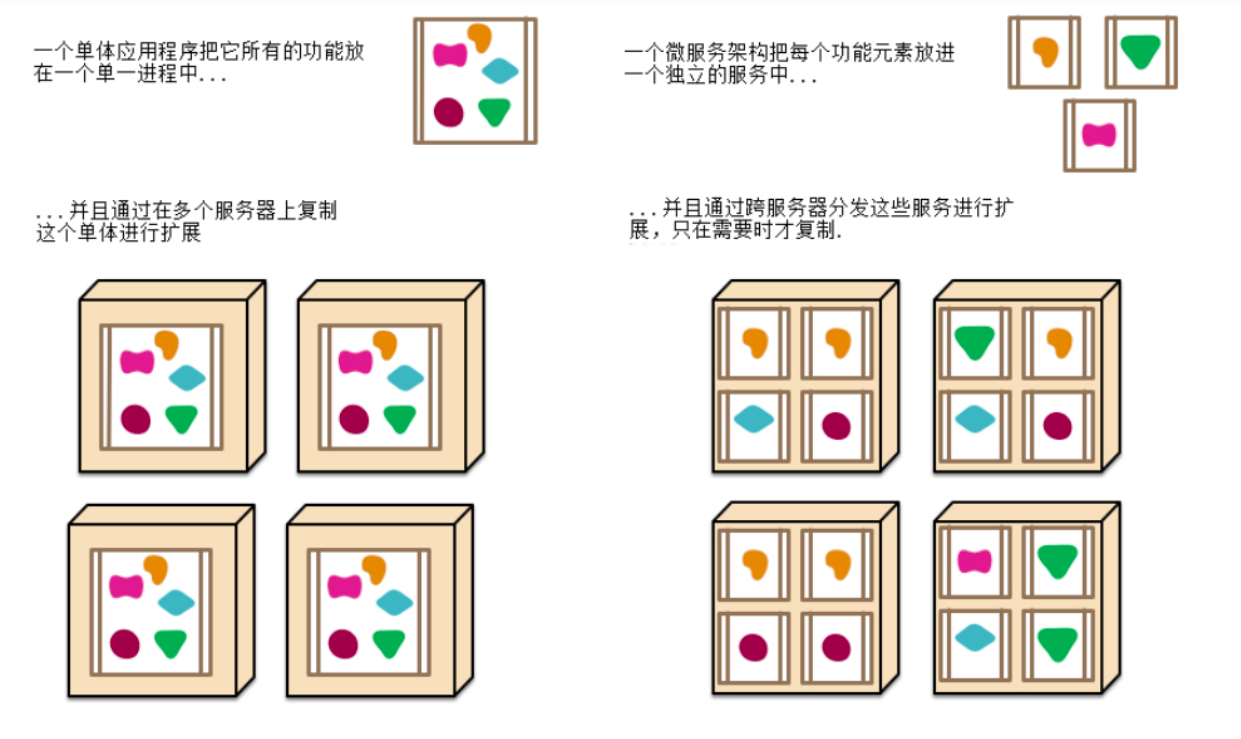 一个单体应用程序把它所有的功能放
在一个单一进程中...
...并且通过在多个服务器上复制
这个单体进行扩展
一个微服务架构把每个功能元素放进
一个独立的服务中...
...并且通过跨服务器分发这些服务进行扩
展，只在需要时才复制.